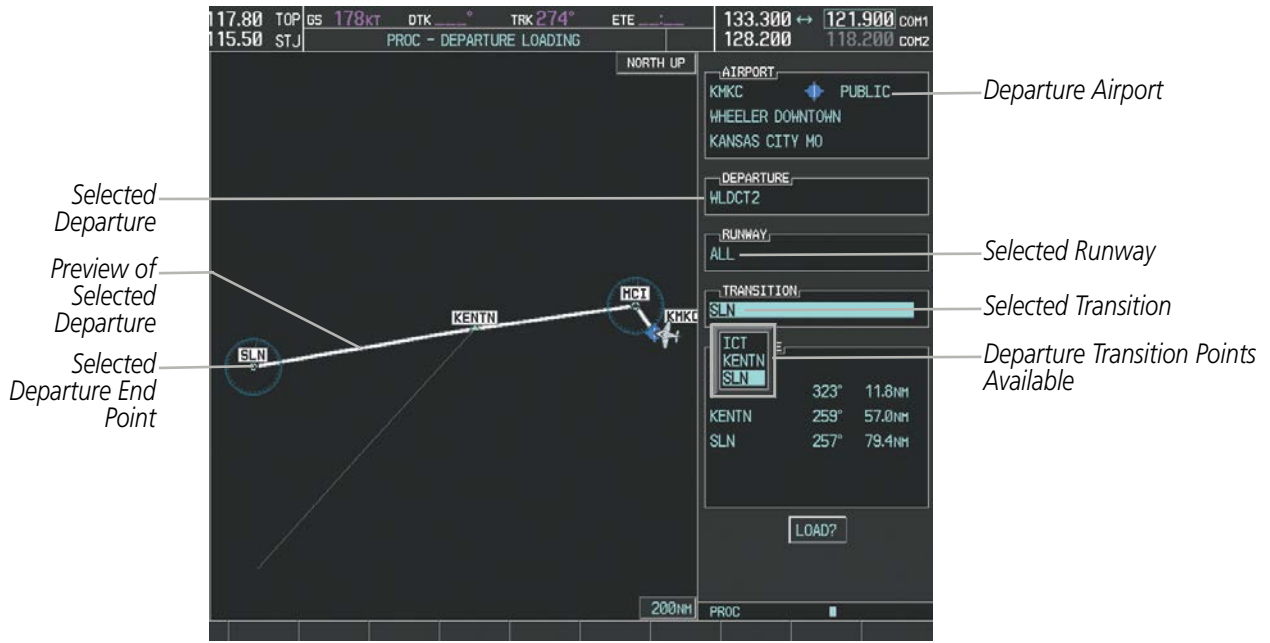 117.80 TOP GS 178KT DTK ___° TRK 274° ETE __:__ 133.300 ↔ 121.900 COM1
115.50 STJ PROC - DEPARTURE LOADING 128.200 118.200 COM2
NORTH UP
AIRPORT
KMKC PUBLIC
WHEELER DOWNTOWN
KANSAS CITY MO
Departure Airport
DEPARTURE
WLDCT2
Selected
Departure
RUNWAY
ALL
Selected Runway
Preview of
Selected
Departure
TRANSITION
SLN
Selected Transition
ICT
KENTN
SLN
Departure Transition Points
Available
MCI
KENTN
KMKC
SLN
Selected
Departure End
Point
323° 11.8NM
KENTN 259° 57.0NM
SLN 257° 79.4NM
LOAD?
200NM
PROC